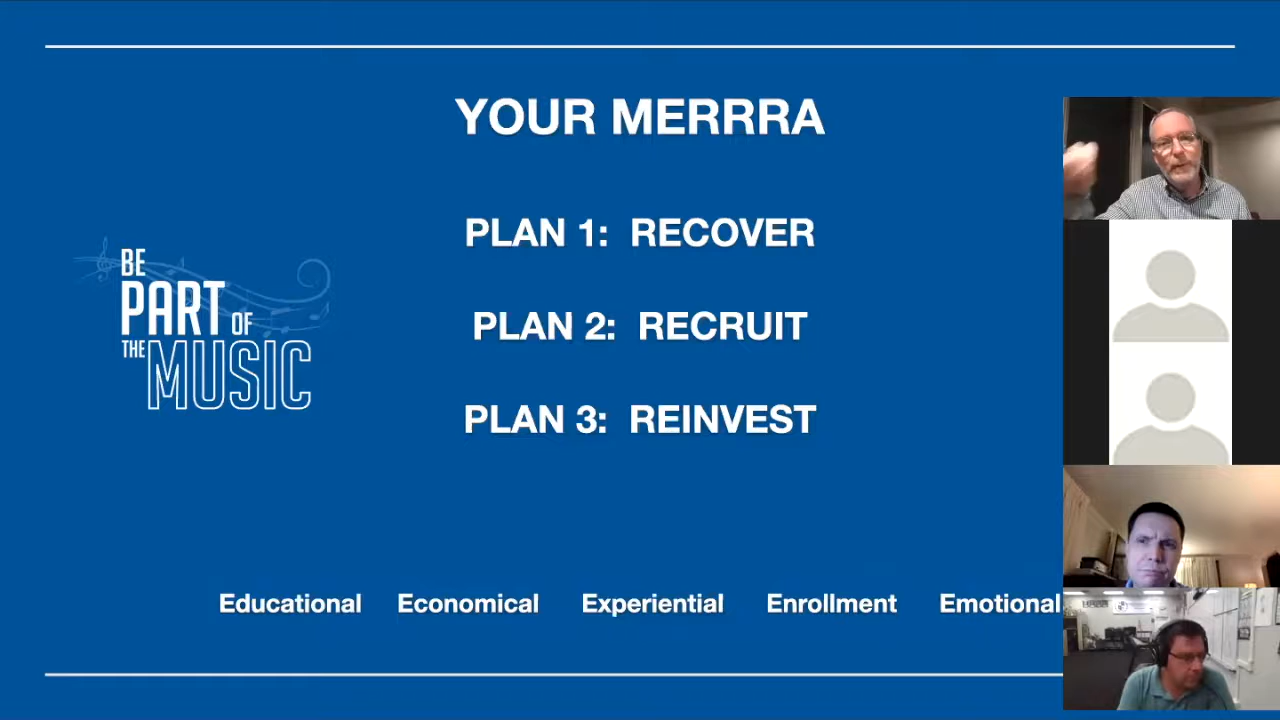 YOUR MERRRA
PLAN 1: RECOVER
PLAN 2: RECRUIT
PLAN 3: REINVEST
BE
PART OF
THE MUSIC
Educational Economical Experiential Enrollment Emotional